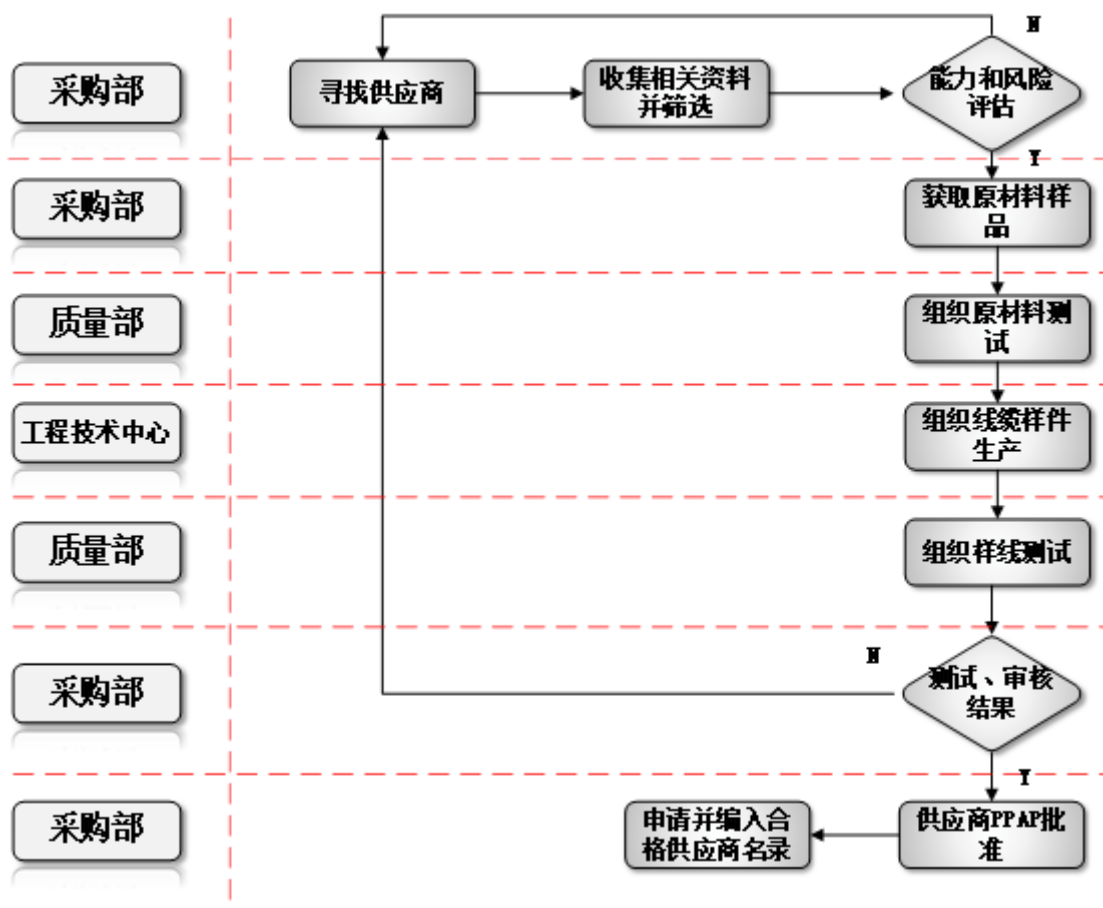 N
采购部
寻找供应商
收集相关资料
并筛选
能力和风险
评估
Y
采购部
获取原材料样
品
质量部
组织原材料测
试
工程技术中心
组织线缆样件
生产
质量部
组织样线测试
N
采购部
测试、审核
结果
Y
采购部
申请并编入合
格供应商名录
供应商PPAP批
准